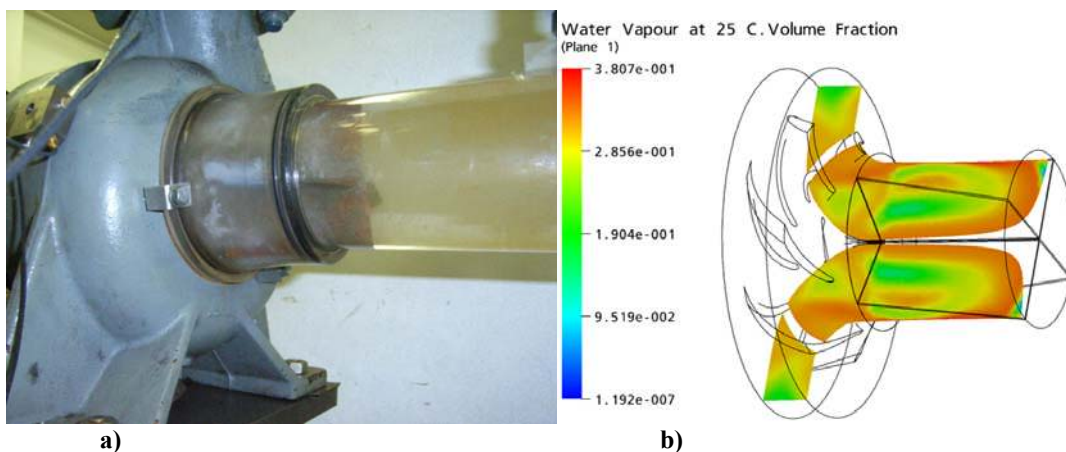 Water Vapour at 25 C.Volume Fraction
(Plane 1)
3.807e-001
2.856e-001
1.904e-001
9.519e-002
1.192e-007
a)
b)